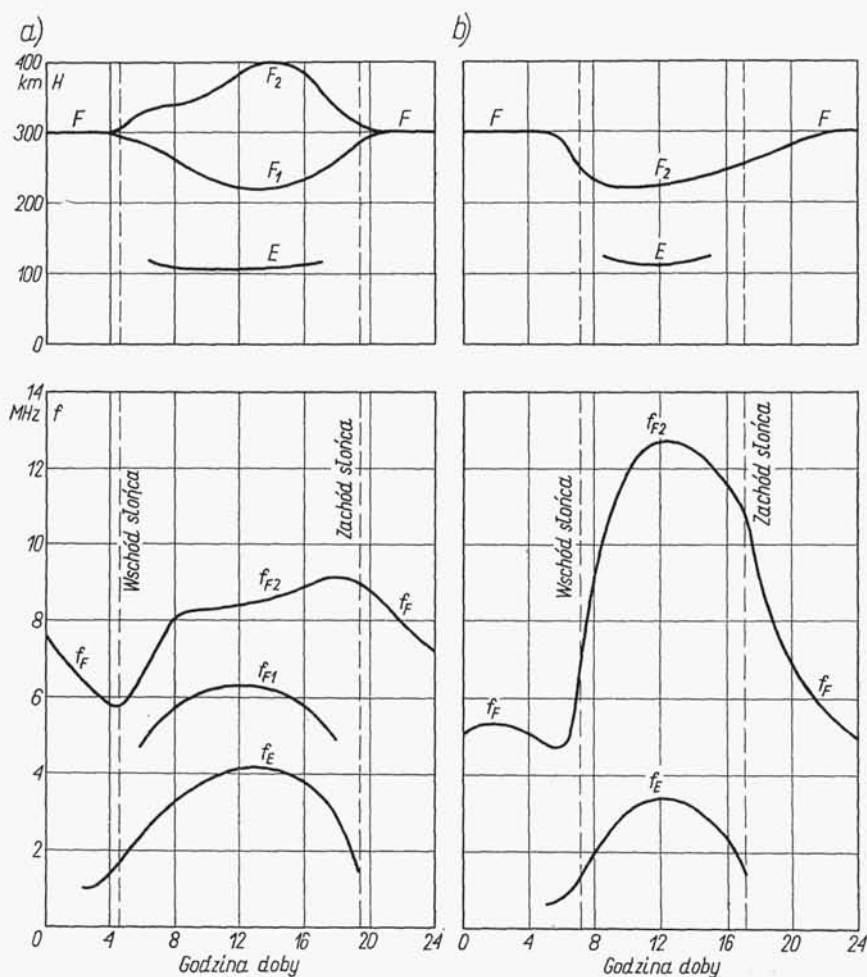 a)
b)
400
km H
F
F2
F
300
F1
200
E
100
0
F
F2
F
E
14
MHz f
12
10
8
6
4
2
0
Wschód słońca
Zachód słońca
fF
fF2
fF
fF1
fE
4
8
12
16
20
24
Godzina doby
Wschód słońca
Zachód słońca
fF2
fF
fF
fE
0
4
8
12
16
20
24
Godzina doby